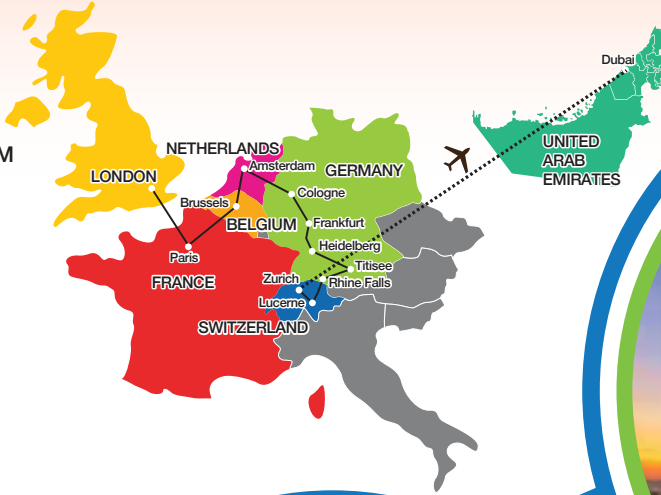 Dubai
UNITED
ARAB
EMIRATES
M
NETHERLANDS
Amsterdam
GERMANY
LONDON
Cologne
Brussels
BELGIUM
Frankfurt
Heidelberg
Paris
Titisee
FRANCE
Zurich
Rhine Falls
Lucerne
SWITZERLAND